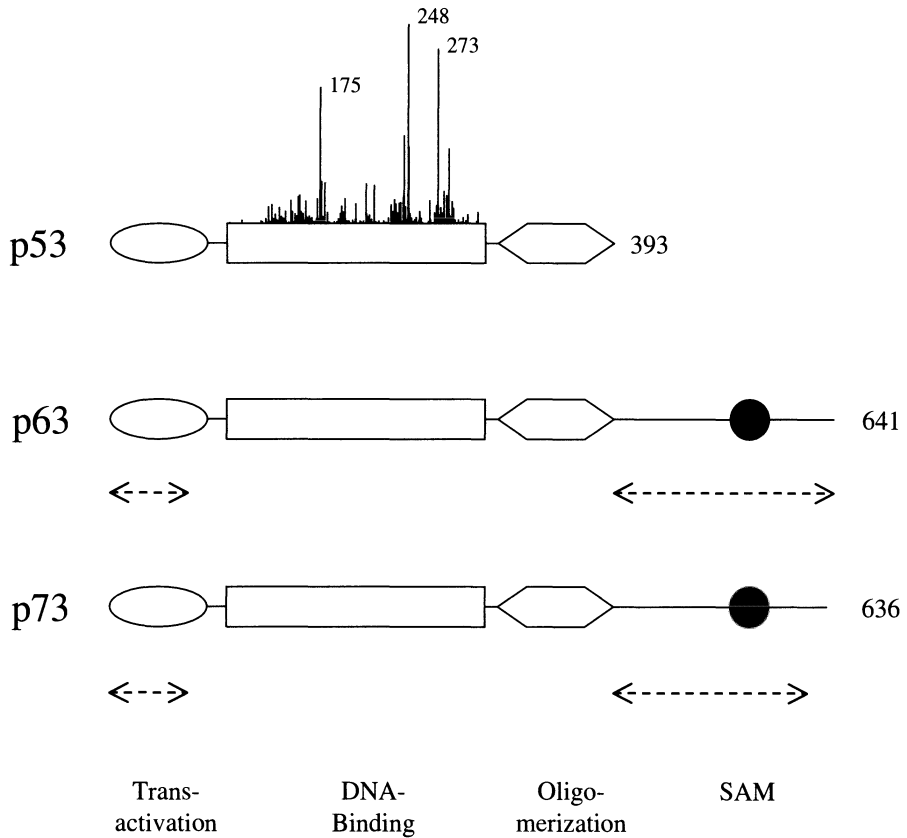 248
273
175
p53
393
p63
641
p73
636
Trans-
activation
DNA-
Binding
Oligo-
merization
SAM